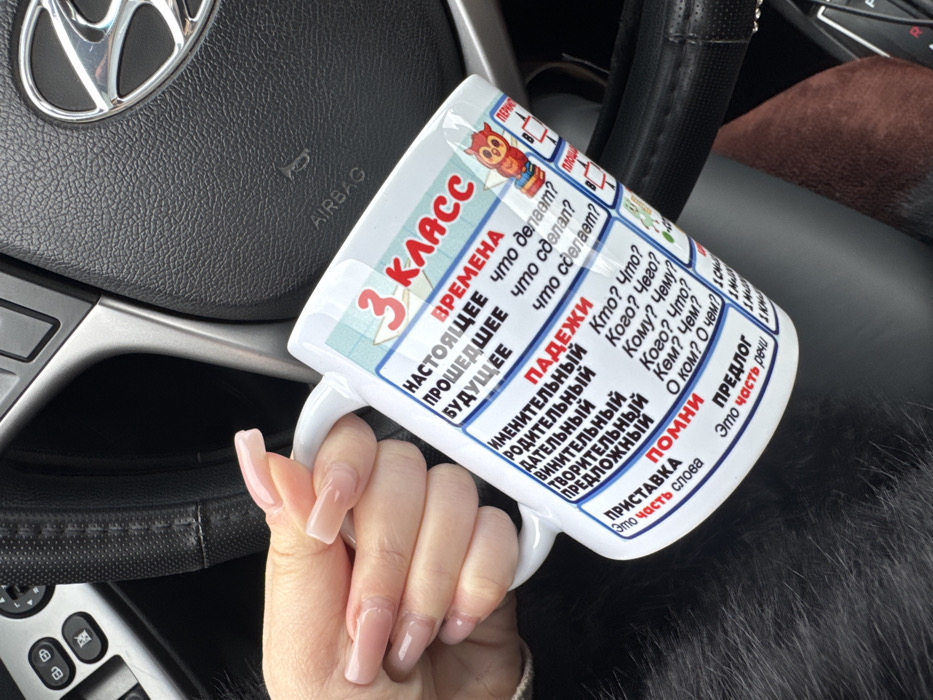 AIRBAG
3 КЛАСС
ВРЕМЕНА
НАСТОЯЩЕЕ что делает?
ПРОШЕДШЕЕ что сделал?
БУДУЩЕЕ что сделает?
ПАДЕЖИ
ИМЕНИТЕЛЬНЫЙ Кто? Что?
РОДИТЕЛЬНЫЙ Кого? Чего?
ДАТЕЛЬНЫЙ Кому? Чему?
ВИНИТЕЛЬНЫЙ Кого? Что?
ТВОРИТЕЛЬНЫЙ Кем? Чем?
ПРЕДЛОЖНЫЙ О ком? О чем?
ПОМНИ
ПРИСТАВКА ПРЕДЛОГ
Это часть слова Это часть речи
В
В
R